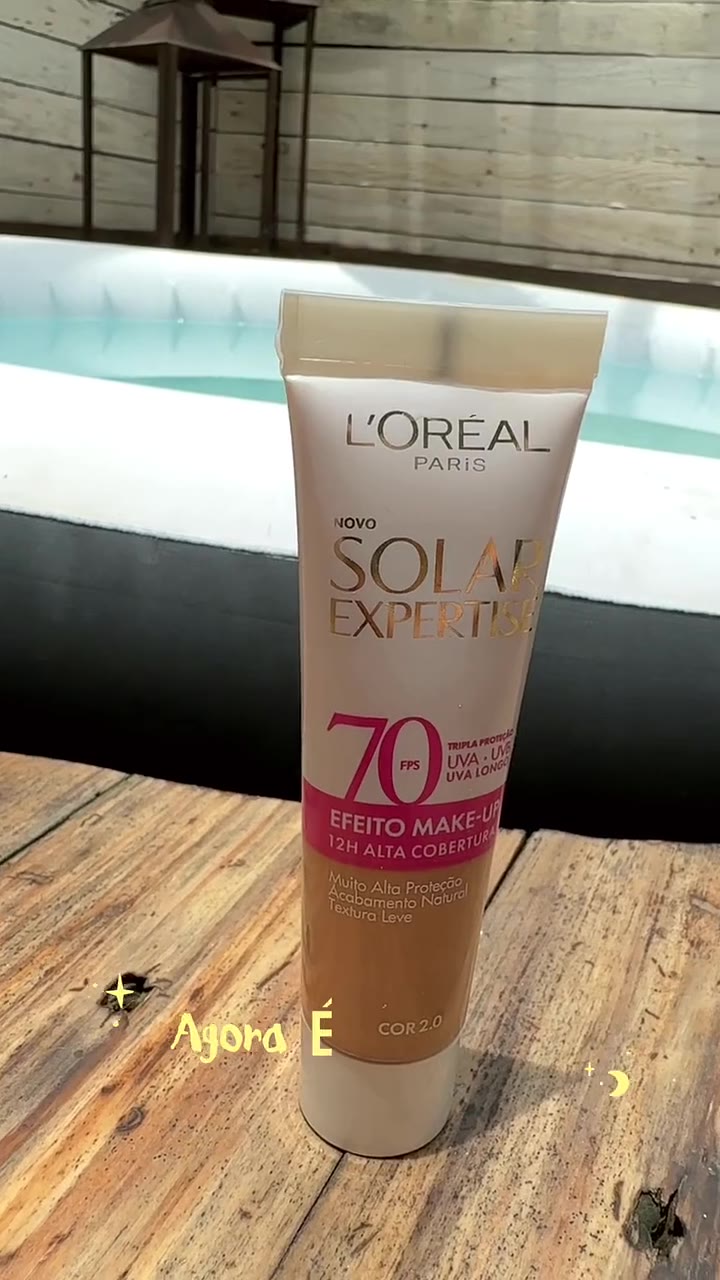 L'ORÉAL
PARIS
NOVO
SOLAR
EXPERTISE
70 FPS
TRIPLA PROTEÇÃO
UVA · UVB
UVA LONGO
EFEITO MAKE-UP
12H ALTA COBERTURA
Muito Alta Proteção
Acabamento Natural
Textura Leve
COR 2.0
Agora É